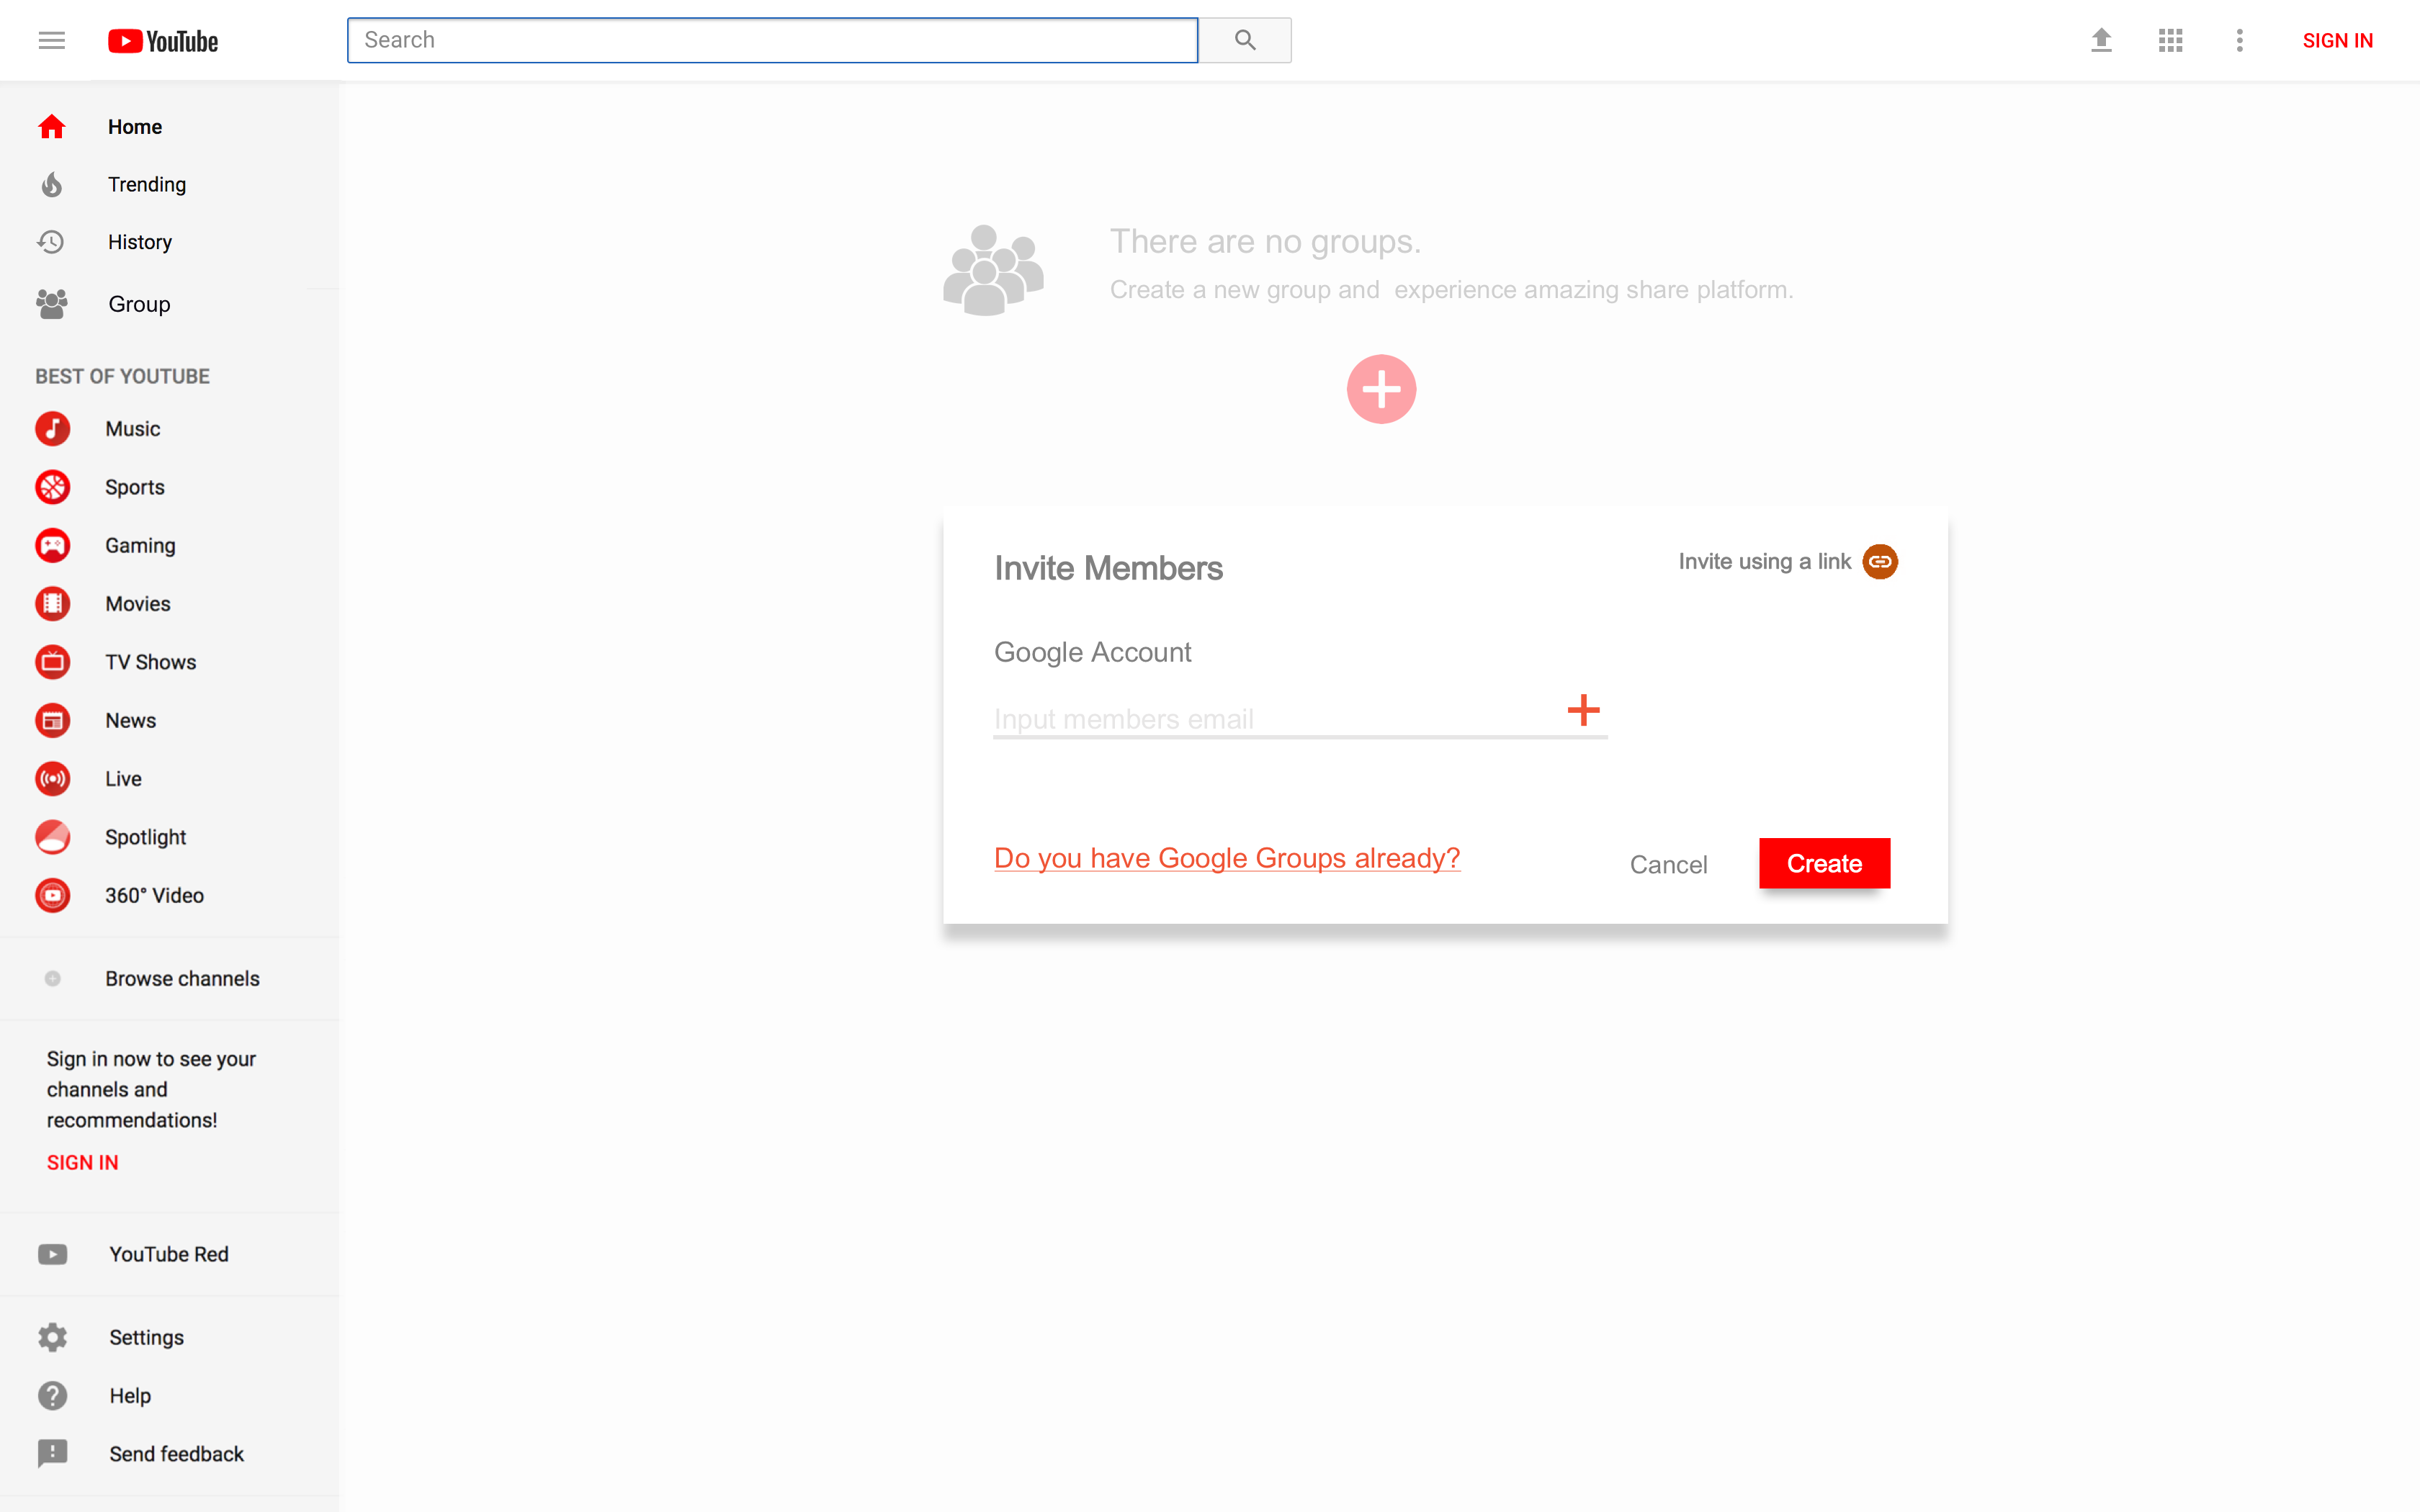 YouTube
Search
SIGN IN
Home
Trending
History
Group
BEST OF YOUTUBE
Music
Sports
Gaming
Movies
TV Shows
News
Live
Spotlight
360° Video
Browse channels
Sign in now to see your
channels and
recommendations!
SIGN IN
YouTube Red
Settings
Help
Send feedback
There are no groups.
Create a new group and  experience amazing share platform.
Invite Members
Invite using a link
Google Account
Input members email
Do you have Google Groups already?
Cancel
Create